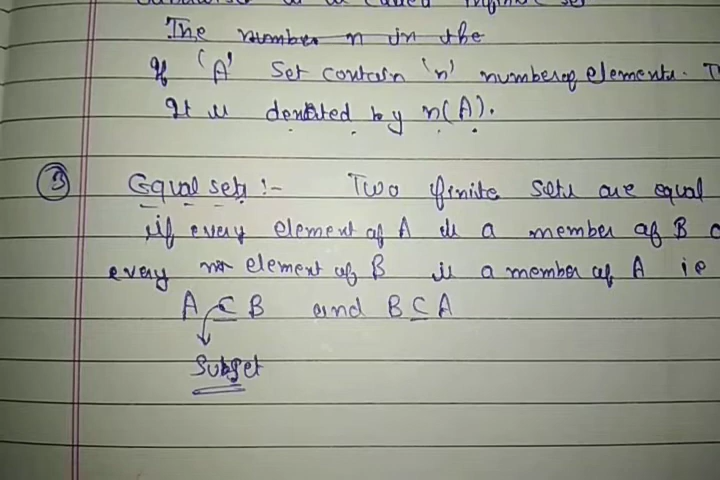 The number n in the
If 'A' Set contain 'n' number of elements. T
It is denoted by n(A).
③ Equal sets :- Two finite sets are equal
if every element of A is a member of B
every element of B is a member of A ie
A ⊆ B and B ⊆ A
Subset